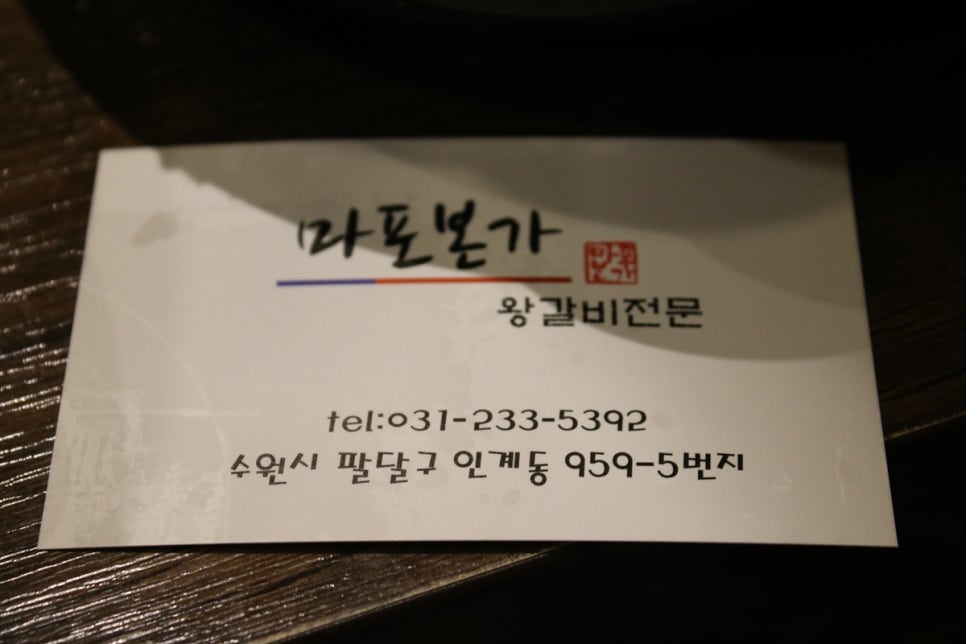 마포본가
왕갈비전문
tel:031-233-5392
수원시 팔달구 인계동 959-5번지